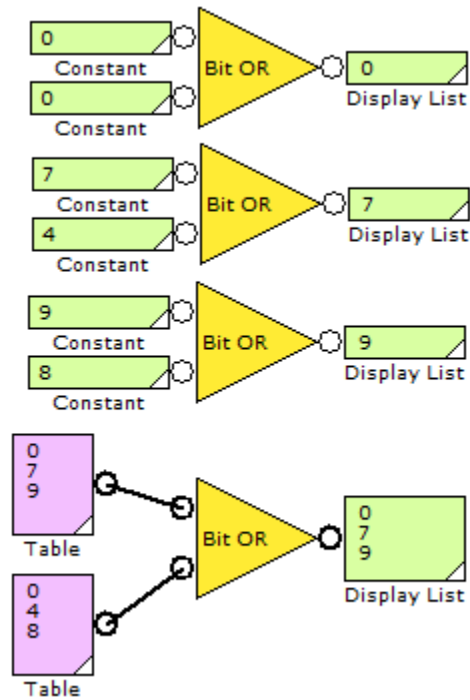 0
Constant
0
Constant
Bit OR
0
Display List
7
Constant
4
Constant
Bit OR
7
Display List
9
Constant
8
Constant
Bit OR
9
Display List
0
7
9
Table
0
4
8
Table
Bit OR
0
7
9
Display List